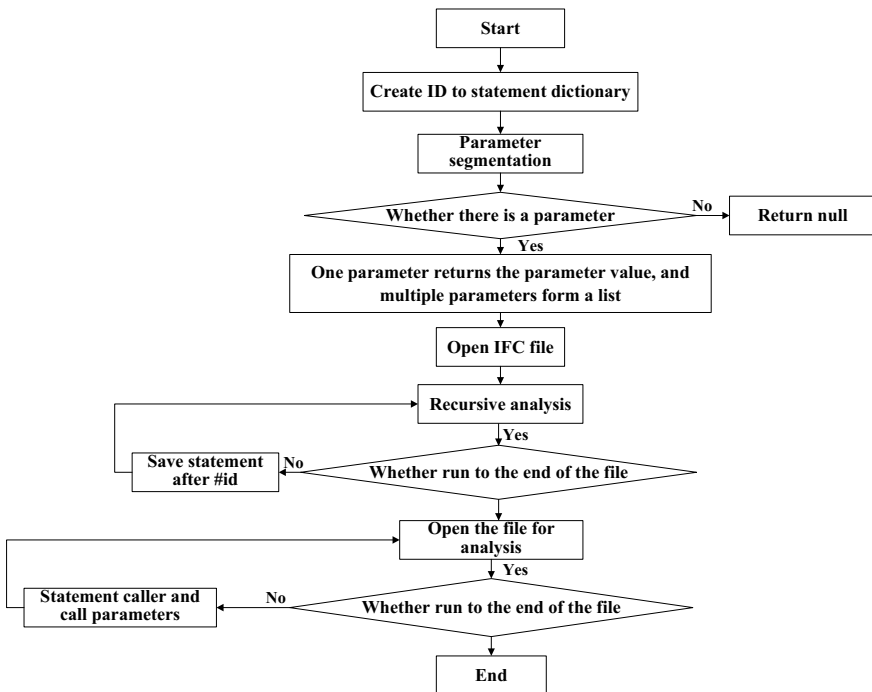 Start
Create ID to statement dictionary
Parameter
segmentation
Whether there is a parameter
No
Return null
Yes
One parameter returns the parameter value, and
multiple parameters form a list
Open IFC file
Recursive analysis
Yes
Save statement
after #id
No
Whether run to the end of the file
Open the file for
analysis
Yes
Statement caller and
call parameters
No
Whether run to the end of the file
End